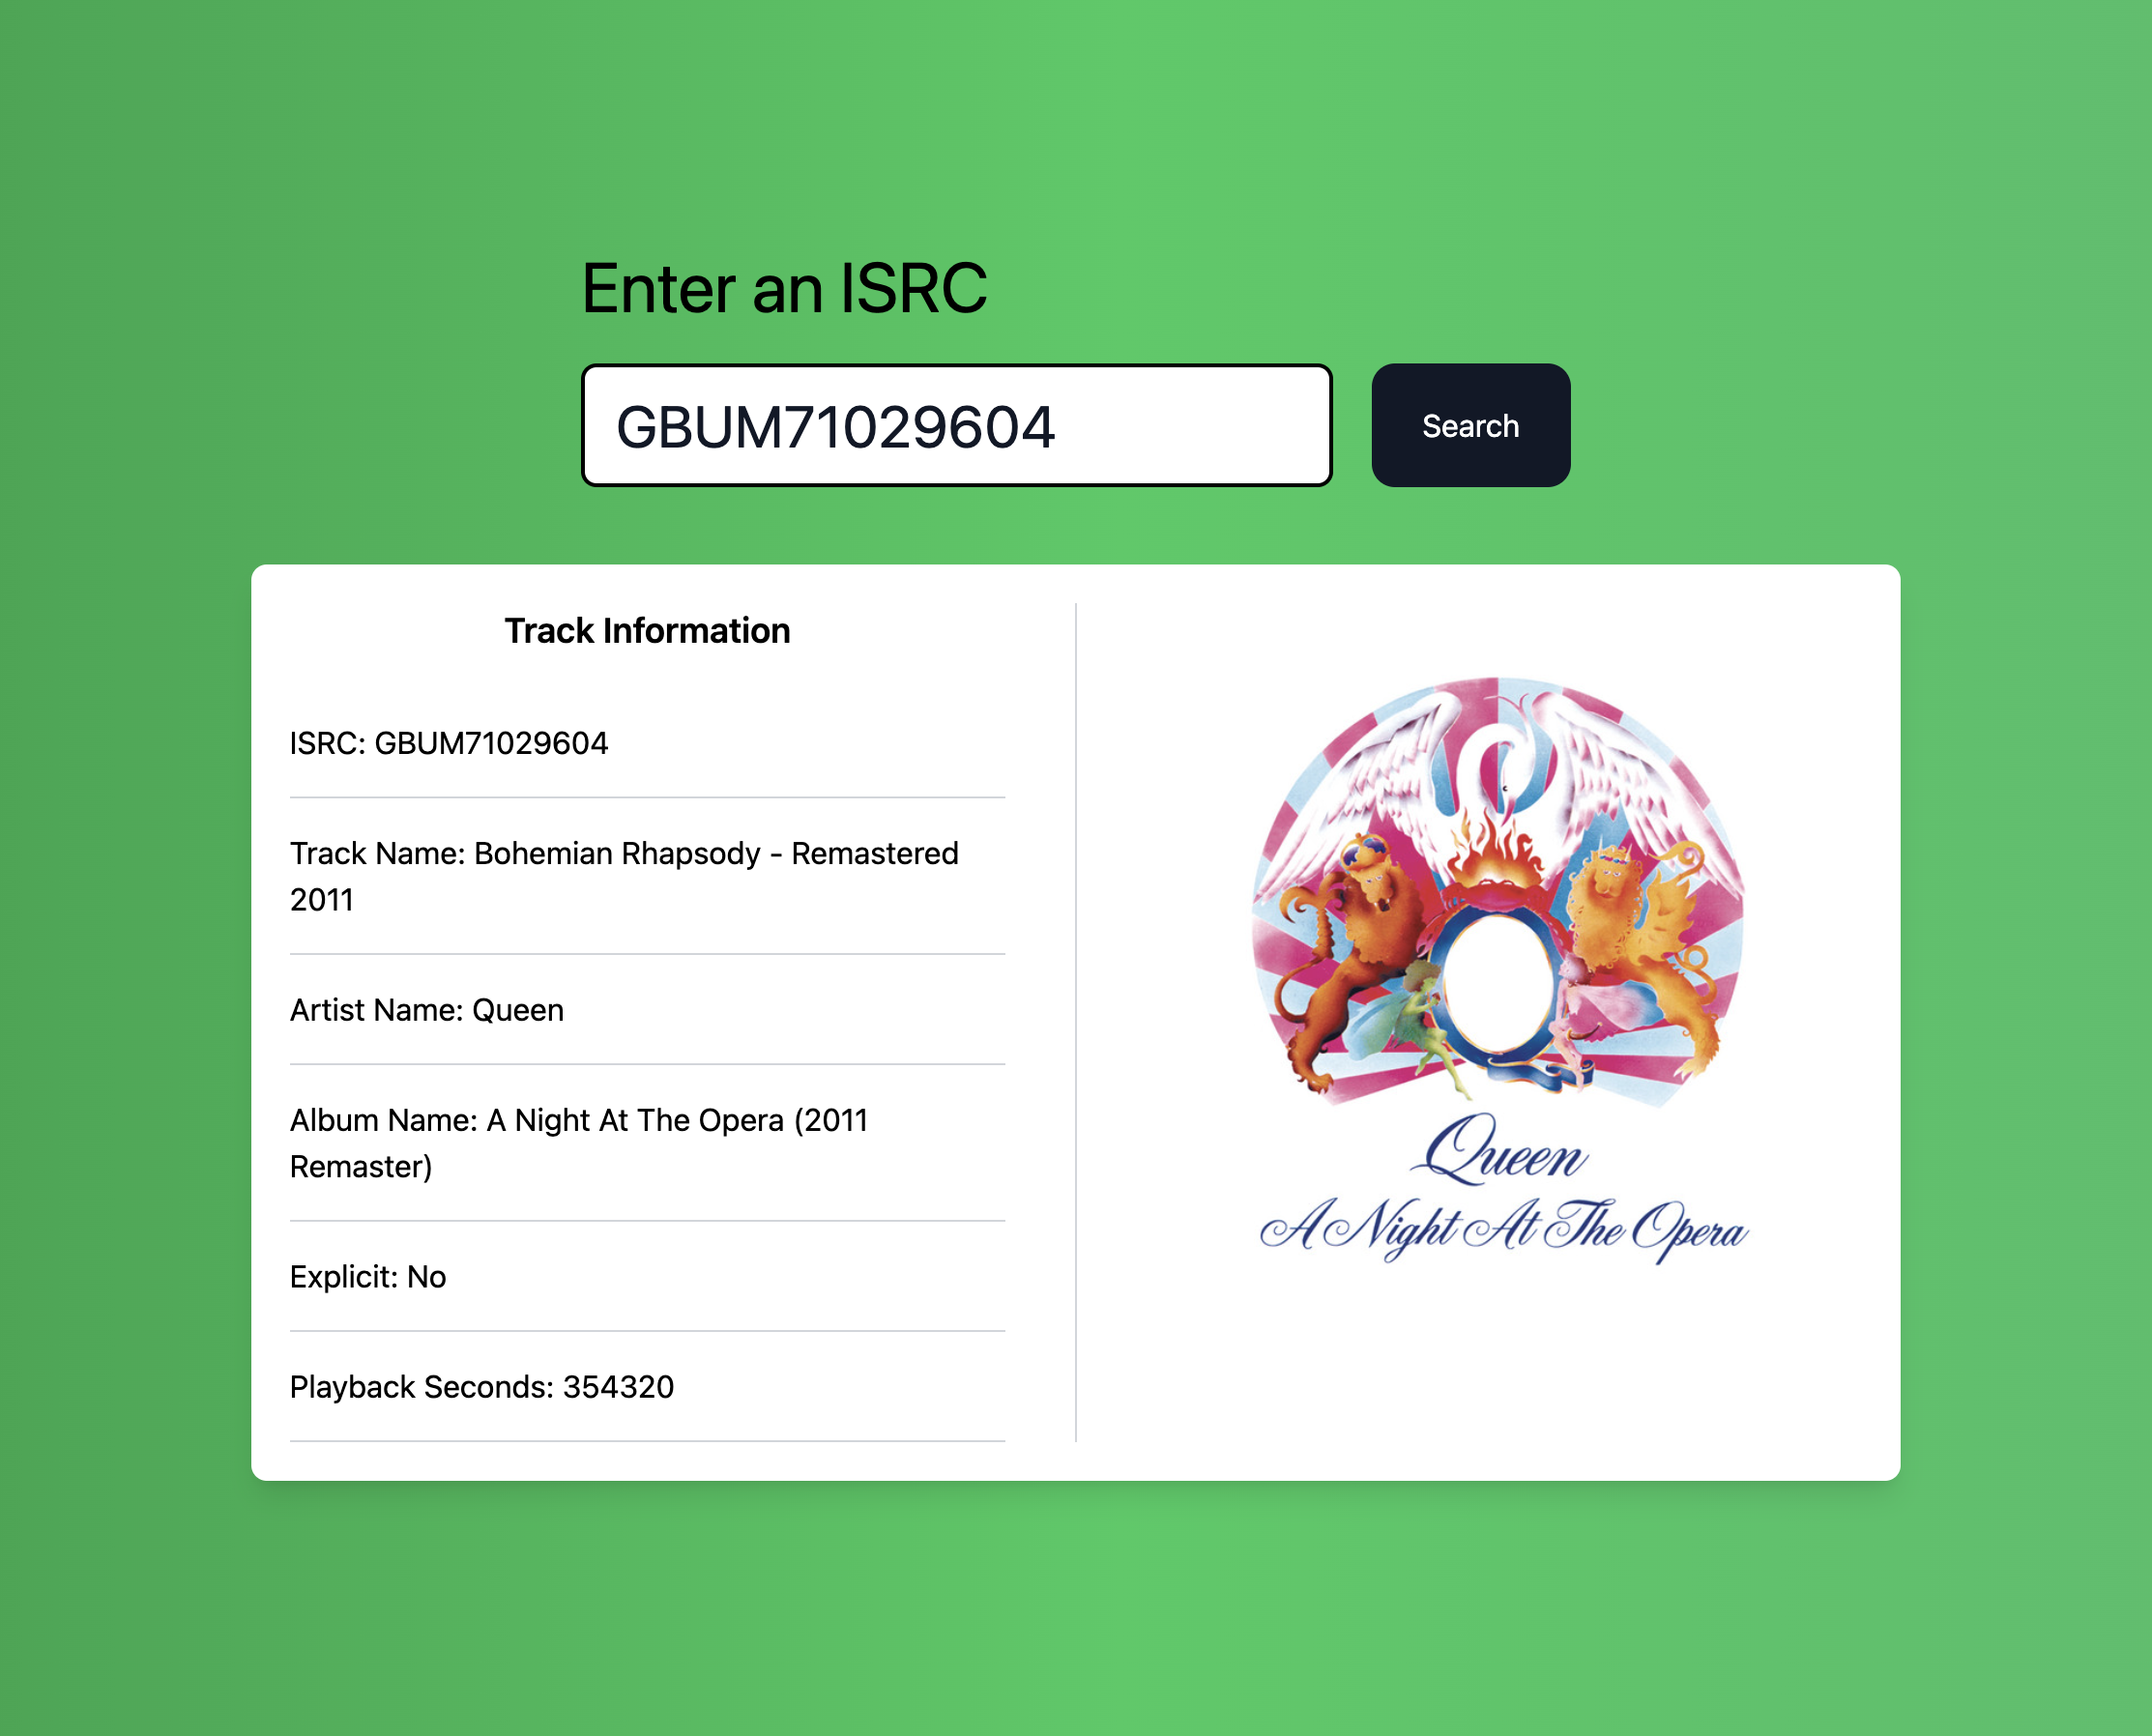 Enter an ISRC
GBUM71029604
Search
Track Information
ISRC: GBUM71029604
Track Name: Bohemian Rhapsody - Remastered
2011
Artist Name: Queen
Album Name: A Night At The Opera (2011
Remaster)
Explicit: No
Playback Seconds: 354320
Queen
A Night At The Opera